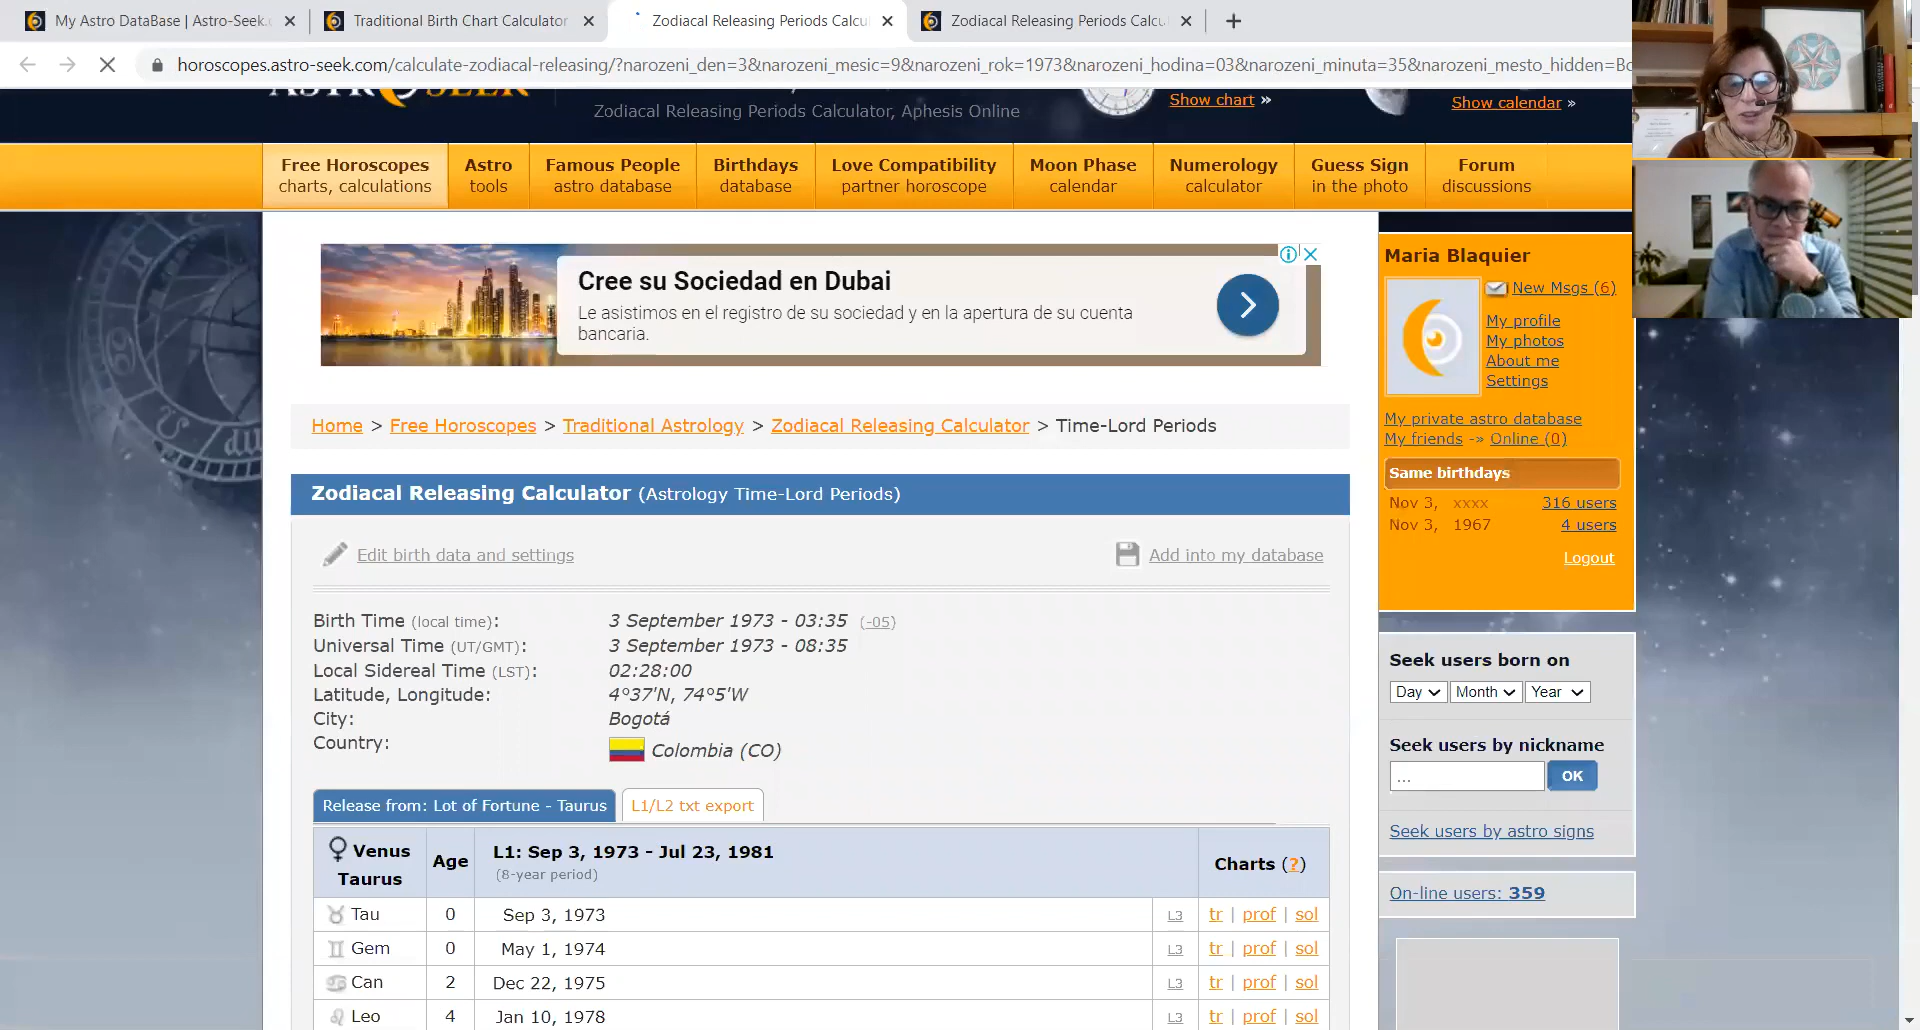 My Astro DataBase | Astro-Seek.
Traditional Birth Chart Calculator
Zodiacal Releasing Periods Calcu
Zodiacal Releasing Periods Calcu
horoscopes.astro-seek.com/calculate-zodiacal-releasing/?narozeni_den=3&narozeni_mesic=9&narozeni_rok=1973&narozeni_hodina=03&narozeni_minuta=35&narozeni_mesto_hidden=Bo
Zodiacal Releasing Periods Calculator, Aphesis Online
Show chart »
Show calendar »
Free Horoscopes
charts, calculations
Astro
tools
Famous People
astro database
Birthdays
database
Love Compatibility
partner horoscope
Moon Phase
calendar
Numerology
calculator
Guess Sign
in the photo
Forum
discussions
Cree su Sociedad en Dubai
Le asistimos en el registro de su sociedad y en la apertura de su cuenta
bancaria.
Home > Free Horoscopes > Traditional Astrology > Zodiacal Releasing Calculator > Time-Lord Periods
Zodiacal Releasing Calculator (Astrology Time-Lord Periods)
Edit birth data and settings
Add into my database
Birth Time (local time): 3 September 1973 - 03:35 (-05)
Universal Time (UT/GMT): 3 September 1973 - 08:35
Local Sidereal Time (LST): 02:28:00
Latitude, Longitude: 4°37'N, 74°5'W
City: Bogotá
Country: Colombia (CO)
Release from: Lot of Fortune - Taurus
L1/L2 txt export
♀ Venus
Taurus
Age
L1: Sep 3, 1973 - Jul 23, 1981
(8-year period)
Charts (?)
♉ Tau 0 Sep 3, 1973 L3 tr | prof | sol
♊ Gem 0 May 1, 1974 L3 tr | prof | sol
♋ Can 2 Dec 22, 1975 L3 tr | prof | sol
♌ Leo 4 Jan 10, 1978 L3 tr | prof | sol
Maria Blaquier
New Msgs (6)
My profile
My photos
About me
Settings
My private astro database
My friends -» Online (0)
Same birthdays
Nov 3, xxxx 316 users
Nov 3, 1967 4 users
Logout
Seek users born on
Day Month Year
Seek users by nickname
... OK
Seek users by astro signs
On-line users: 359